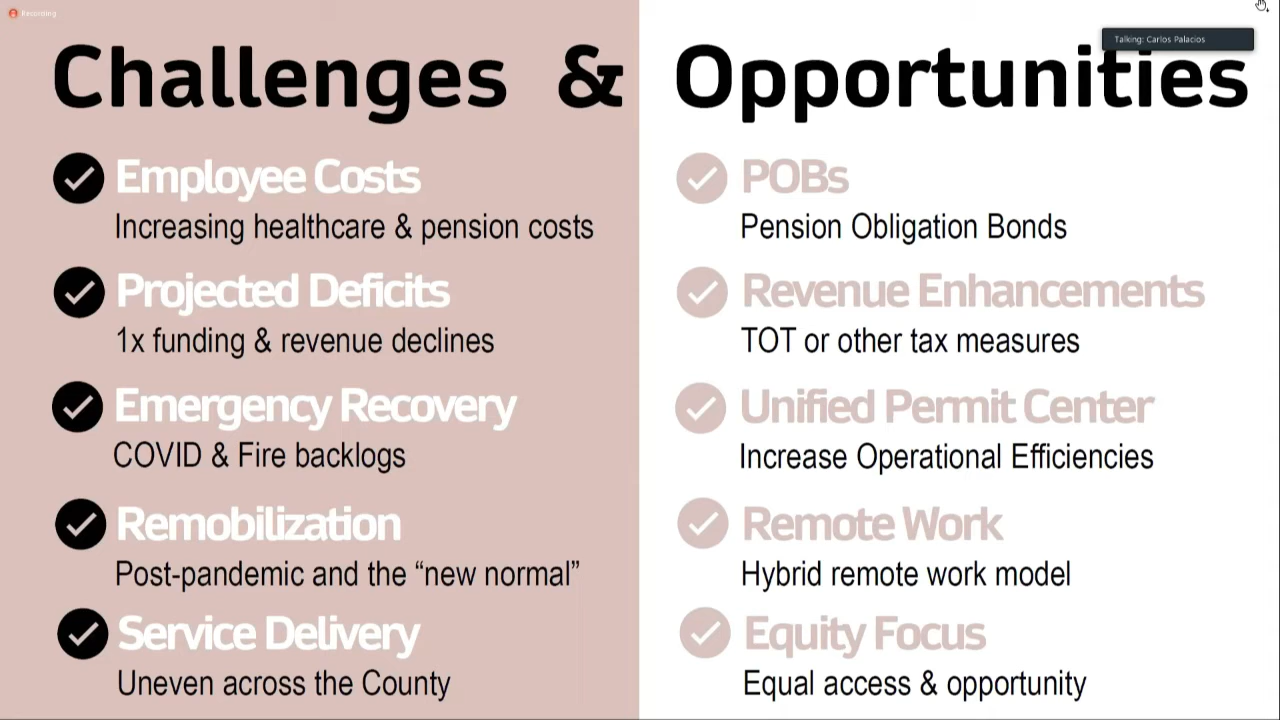 Recording
Talking: Carlos Palacios
Challenges & Opportunities
Employee Costs
Increasing healthcare & pension costs
Projected Deficits
1x funding & revenue declines
Emergency Recovery
COVID & Fire backlogs
Remobilization
Post-pandemic and the “new normal”
Service Delivery
Uneven across the County
POBs
Pension Obligation Bonds
Revenue Enhancements
TOT or other tax measures
Unified Permit Center
Increase Operational Efficiencies
Remote Work
Hybrid remote work model
Equity Focus
Equal access & opportunity